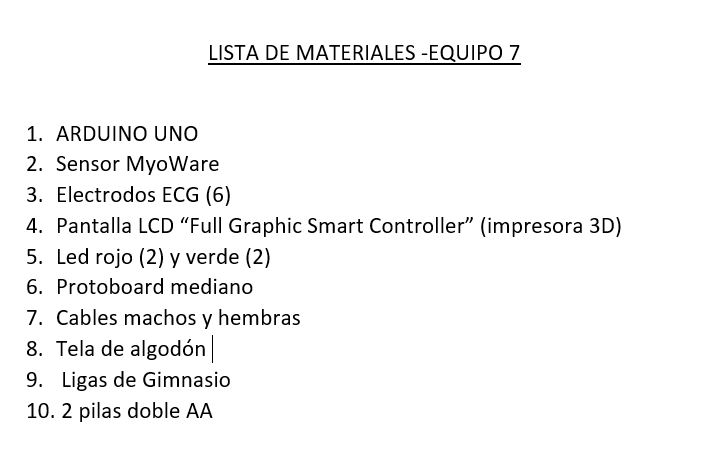 LISTA DE MATERIALES -EQUIPO 7
1. ARDUINO UNO
2. Sensor MyoWare
3. Electrodos ECG (6)
4. Pantalla LCD “Full Graphic Smart Controller” (impresora 3D)
5. Led rojo (2) y verde (2)
6. Protoboard mediano
7. Cables machos y hembras
8. Tela de algodón
9. Ligas de Gimnasio
10. 2 pilas doble AA